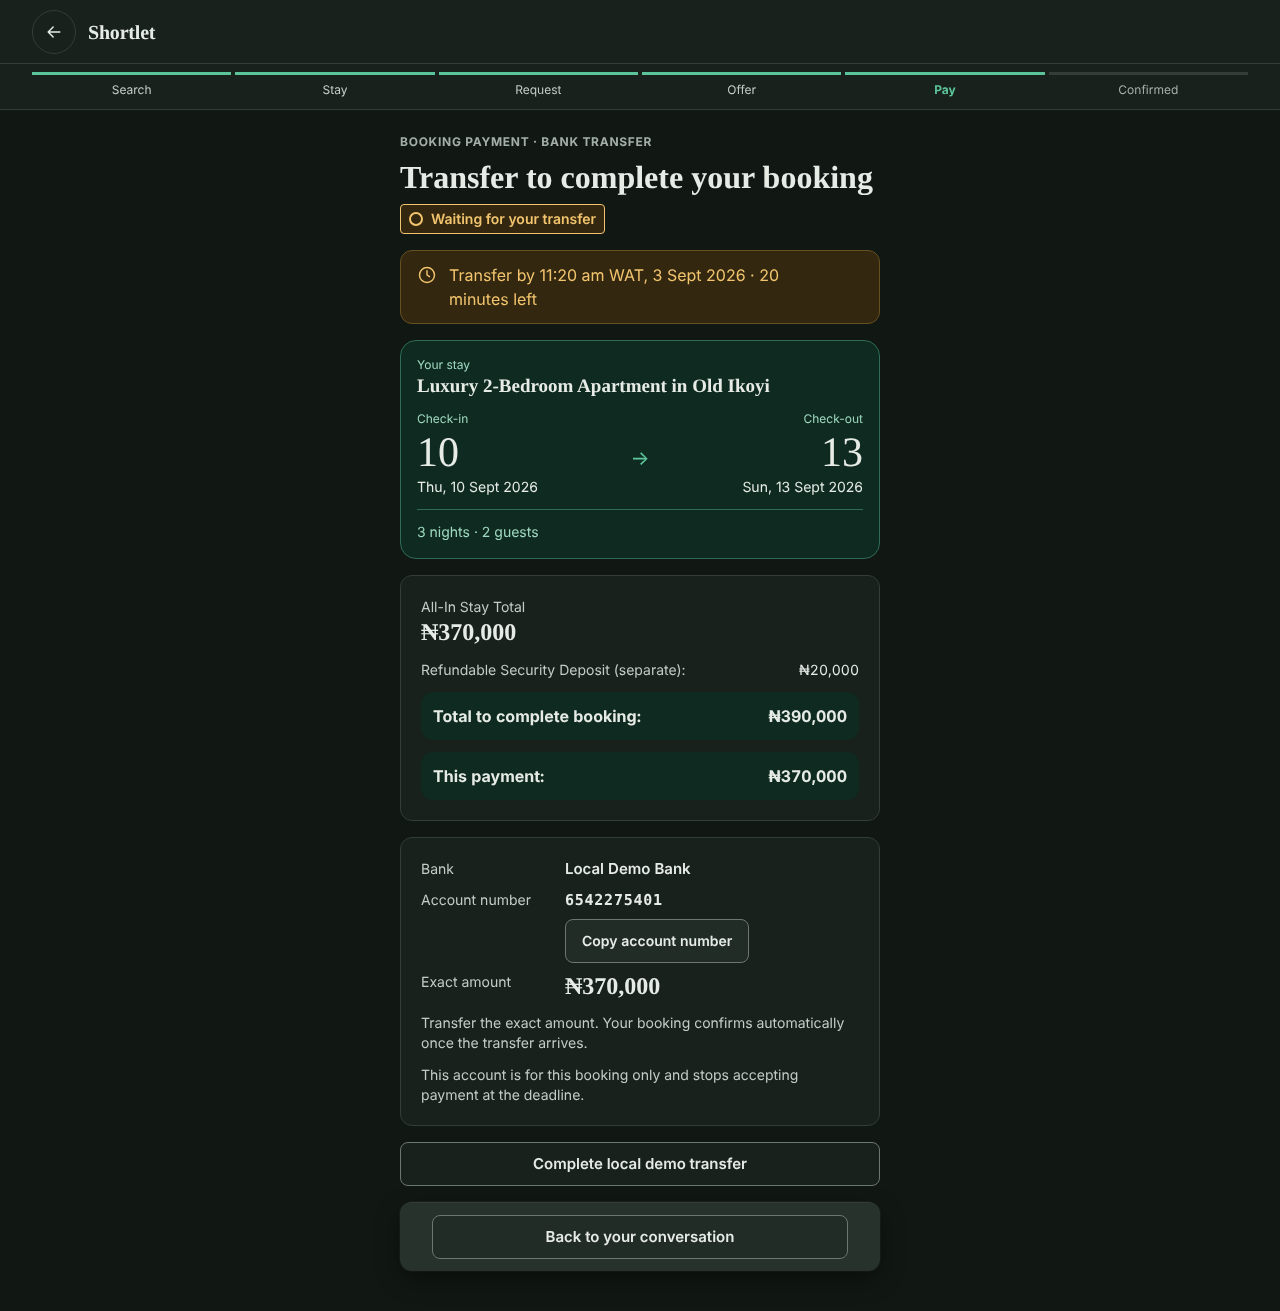 Shortlet
Search
Stay
Request
Offer
Pay
Confirmed
BOOKING PAYMENT · BANK TRANSFER
Transfer to complete your booking
Waiting for your transfer
Transfer by 11:20 am WAT, 3 Sept 2026 · 20
minutes left
Your stay
Luxury 2-Bedroom Apartment in Old Ikoyi
Check-in
Check-out
10 → 13
Thu, 10 Sept 2026
Sun, 13 Sept 2026
3 nights · 2 guests
All-In Stay Total
₦370,000
Refundable Security Deposit (separate): ₦20,000
Total to complete booking: ₦390,000
This payment: ₦370,000
Bank Local Demo Bank
Account number 6542275401
Copy account number
Exact amount ₦370,000
Transfer the exact amount. Your booking confirms automatically
once the transfer arrives.
This account is for this booking only and stops accepting
payment at the deadline.
Complete local demo transfer
Back to your conversation